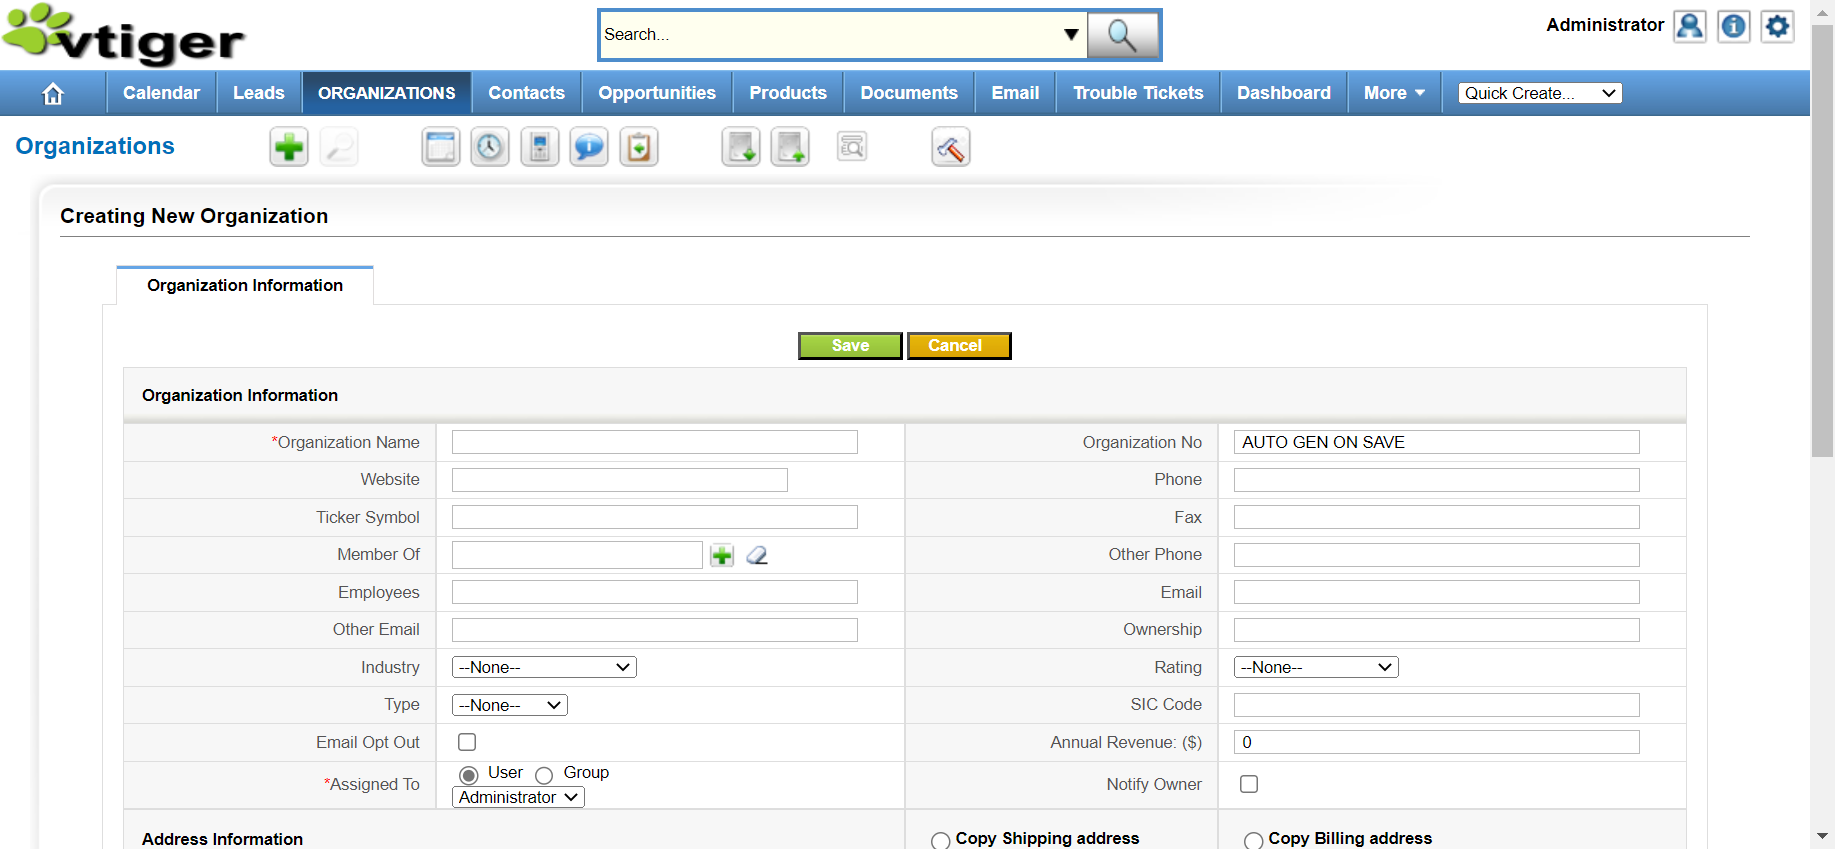 vtiger
Search...
Administrator
Calendar Leads ORGANIZATIONS Contacts Opportunities Products Documents Email Trouble Tickets Dashboard More Quick Create...
Organizations
Creating New Organization
Organization Information
Save Cancel
Organization Information
*Organization Name Organization No AUTO GEN ON SAVE
Website Phone
Ticker Symbol Fax
Member Of Other Phone
Employees Email
Other Email Ownership
Industry --None-- Rating --None--
Type --None-- SIC Code
Email Opt Out Annual Revenue: ($) 0
*Assigned To User Group Notify Owner
Administrator
Address Information Copy Shipping address Copy Billing address